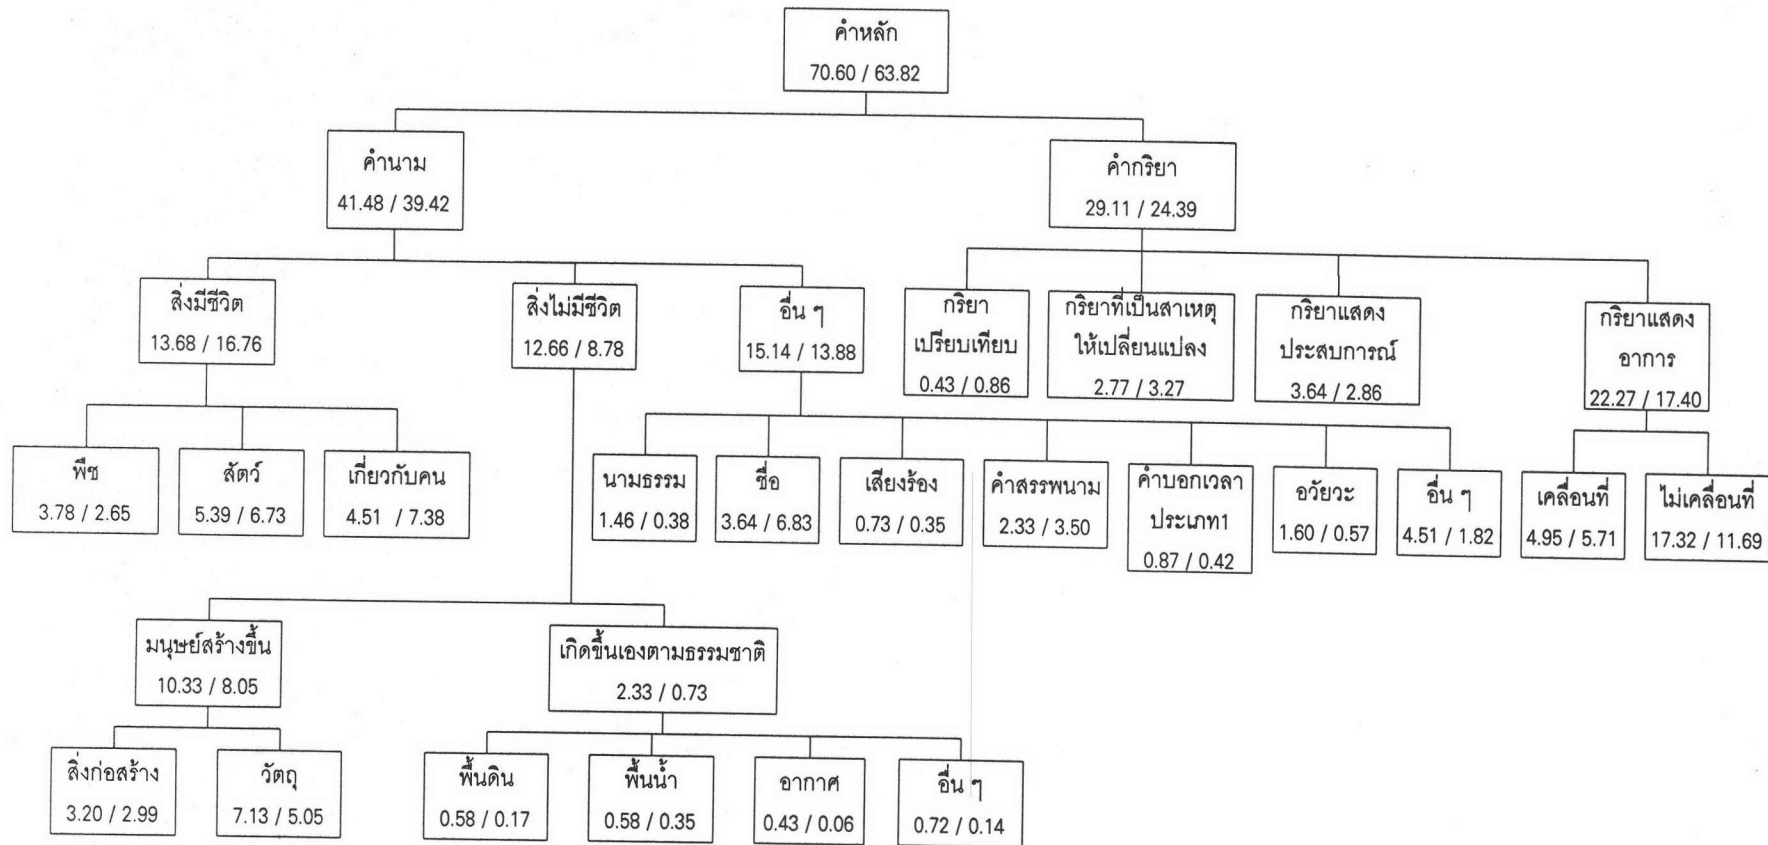 คำหลัก
70.60 / 63.82
คำนาม
41.48 / 39.42
คำกริยา
29.11 / 24.39
สิ่งมีชีวิต
13.68 / 16.76
สิ่งไม่มีชีวิต
12.66 / 8.78
อื่น ๆ
15.14 / 13.88
กริยา
เปรียบเทียบ
0.43 / 0.86
กริยาที่เป็นสาเหตุ
ให้เปลี่ยนแปลง
2.77 / 3.27
กริยาแสดง
ประสบการณ์
3.64 / 2.86
กริยาแสดง
อาการ
22.27 / 17.40
พืช
3.78 / 2.65
สัตว์
5.39 / 6.73
เกี่ยวกับคน
4.51 / 7.38
นามธรรม
1.46 / 0.38
ชื่อ
3.64 / 6.83
เสียงร้อง
0.73 / 0.35
คำสรรพนาม
2.33 / 3.50
คำบอกเวลา
ประเภท1
0.87 / 0.42
อวัยวะ
1.60 / 0.57
อื่น ๆ
4.51 / 1.82
เคลื่อนที่
4.95 / 5.71
ไม่เคลื่อนที่
17.32 / 11.69
มนุษย์สร้างขึ้น
10.33 / 8.05
เกิดขึ้นเองตามธรรมชาติ
2.33 / 0.73
สิ่งก่อสร้าง
3.20 / 2.99
วัตถุ
7.13 / 5.05
พื้นดิน
0.58 / 0.17
พื้นน้ำ
0.58 / 0.35
อากาศ
0.43 / 0.06
อื่น ๆ
0.72 / 0.14